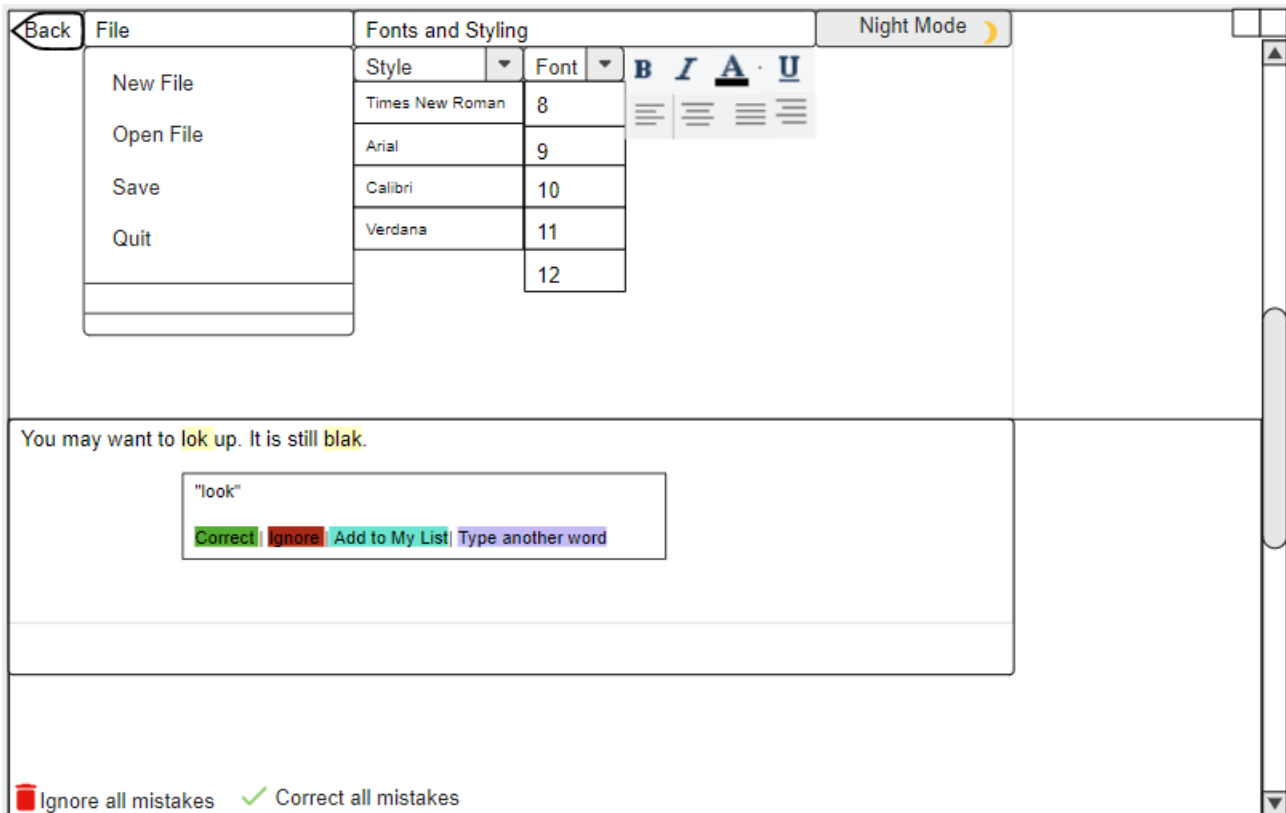 Back File Fonts and Styling Night Mode
New File
Open File
Save
Quit
Style Font B I A U
Times New Roman 8
Arial 9
Calibri 10
Verdana 11
12
You may want to lok up. It is still blak.
"look"
Correct | Ignore | Add to My List | Type another word
Ignore all mistakes Correct all mistakes